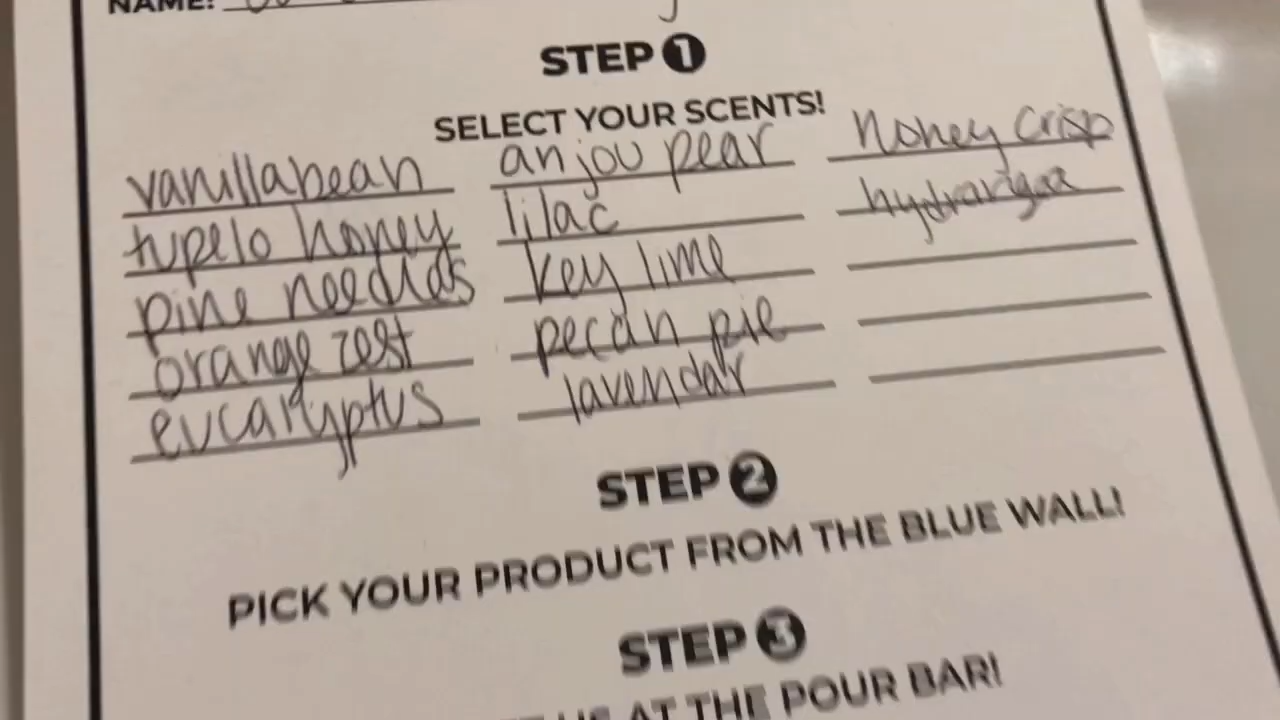 NAME:
STEP 1
SELECT YOUR SCENTS!
vanillabean
tupelo honey
pine needles
orange zest
eucalyptus
anjou pear
lilac
key lime
pecan pie
lavendar
honey crisp
hydrangea
STEP 2
PICK YOUR PRODUCT FROM THE BLUE WALL!
STEP 3
US AT THE POUR BAR!